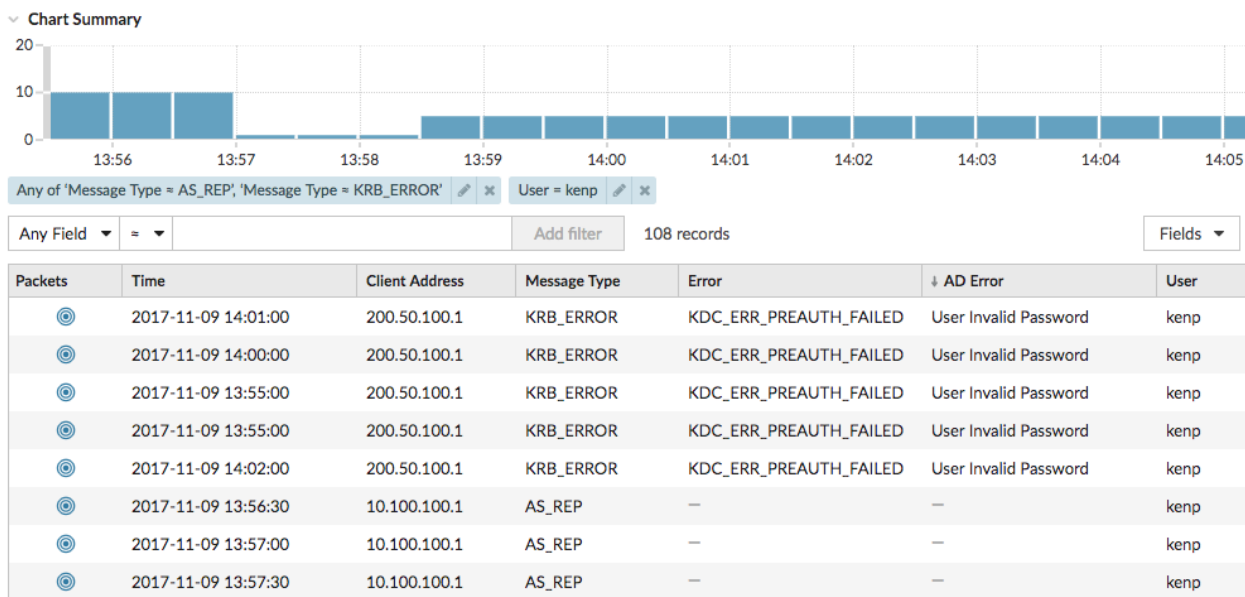 Chart Summary
20
10
0
13:56 13:57 13:58 13:59 14:00 14:01 14:02 14:03 14:04 14:05
Any of ‘Message Type ≈ AS_REP’, ‘Message Type ≈ KRB_ERROR’ User = kenp
Any Field ≈ Add filter 108 records Fields
Packets Time Client Address Message Type Error AD Error User
2017-11-09 14:01:00 200.50.100.1 KRB_ERROR KDC_ERR_PREAUTH_FAILED User Invalid Password kenp
2017-11-09 14:00:00 200.50.100.1 KRB_ERROR KDC_ERR_PREAUTH_FAILED User Invalid Password kenp
2017-11-09 13:55:00 200.50.100.1 KRB_ERROR KDC_ERR_PREAUTH_FAILED User Invalid Password kenp
2017-11-09 13:55:00 200.50.100.1 KRB_ERROR KDC_ERR_PREAUTH_FAILED User Invalid Password kenp
2017-11-09 14:02:00 200.50.100.1 KRB_ERROR KDC_ERR_PREAUTH_FAILED User Invalid Password kenp
2017-11-09 13:56:30 10.100.100.1 AS_REP — — kenp
2017-11-09 13:57:00 10.100.100.1 AS_REP — — kenp
2017-11-09 13:57:30 10.100.100.1 AS_REP — — kenp